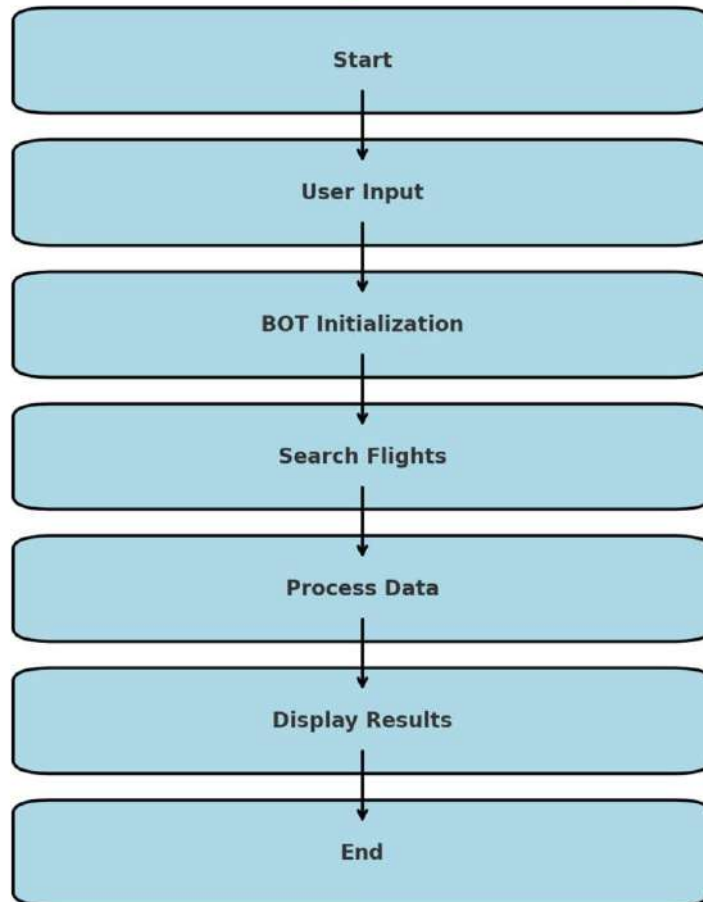 Start
User Input
BOT Initialization
Search Flights
Process Data
Display Results
End